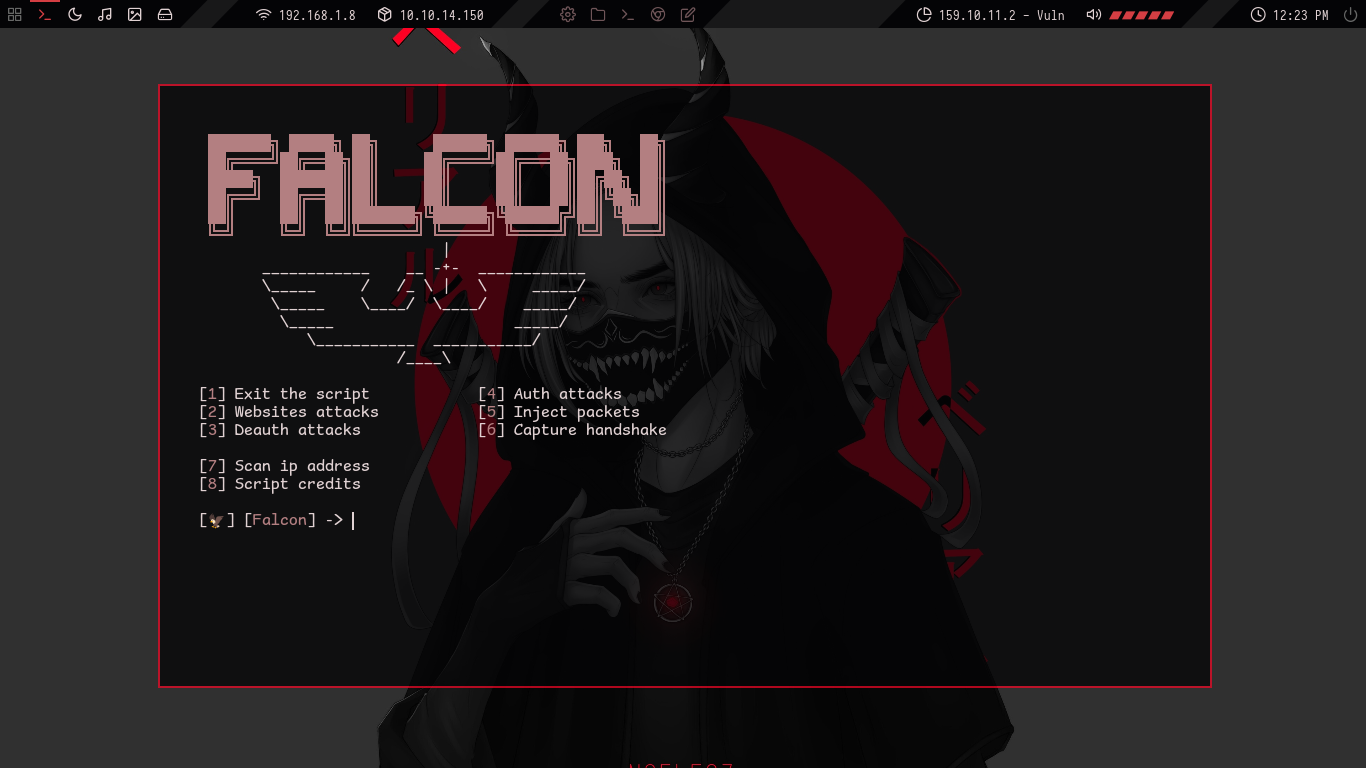 192.168.1.8 10.10.14.150 159.10.11.2 - Vuln 12:23 PM
FALCON
[1] Exit the script [4] Auth attacks
[2] Websites attacks [5] Inject packets
[3] Deauth attacks [6] Capture handshake
[7] Scan ip address
[8] Script credits
[🦅] [Falcon] ->